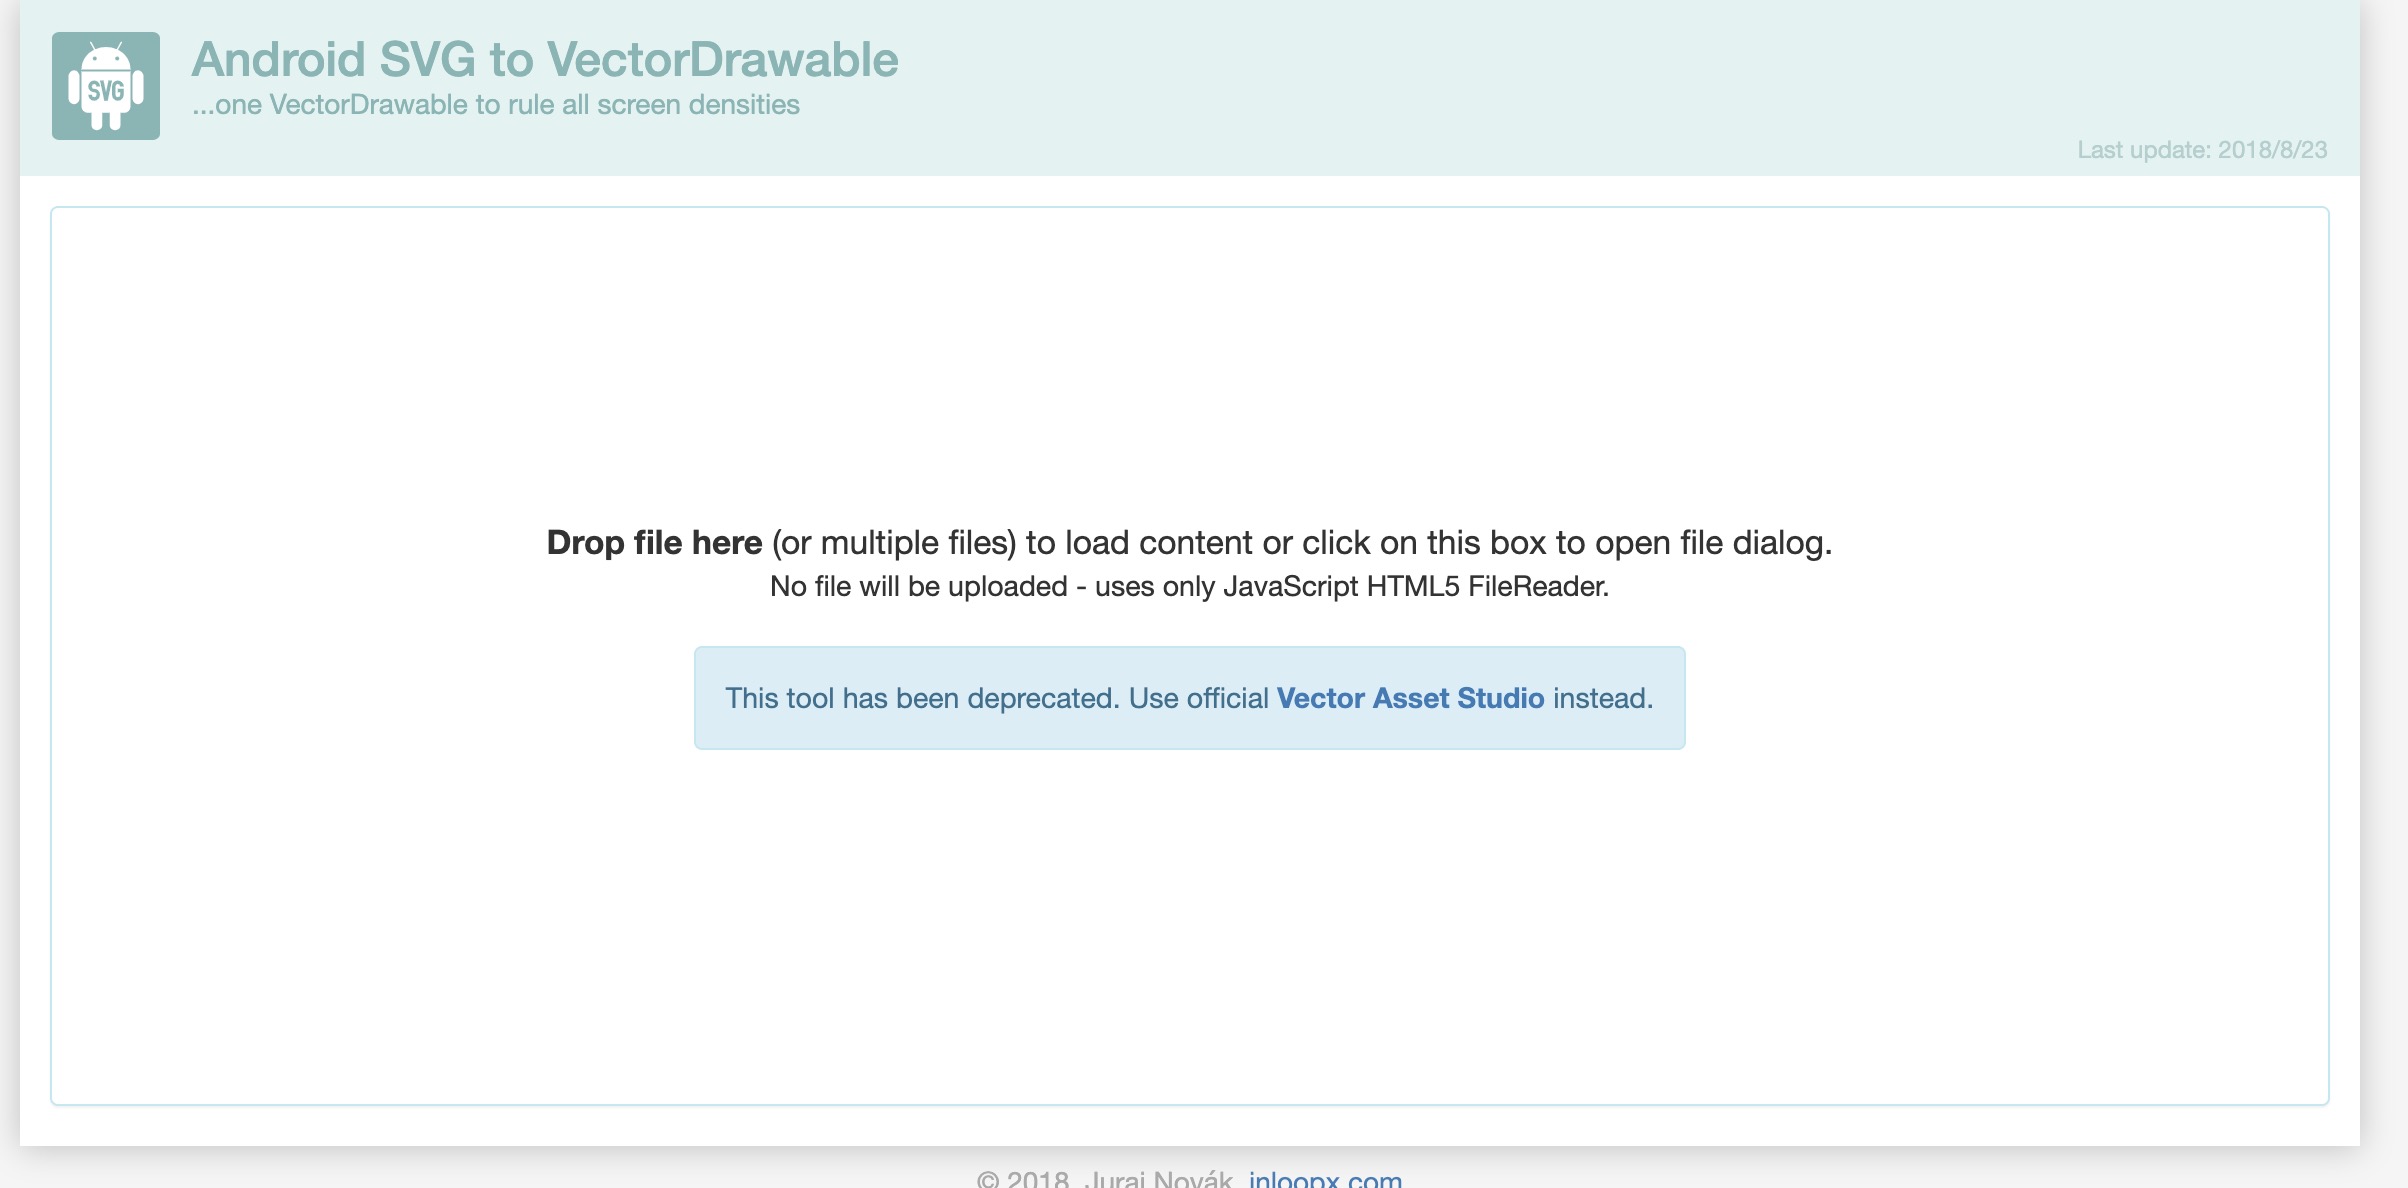 SVG
Android SVG to VectorDrawable
...one VectorDrawable to rule all screen densities
Last update: 2018/8/23
Drop file here (or multiple files) to load content or click on this box to open file dialog.
No file will be uploaded - uses only JavaScript HTML5 FileReader.
This tool has been deprecated. Use official Vector Asset Studio instead.
© 2018, Juraj Novák, inloopx.com